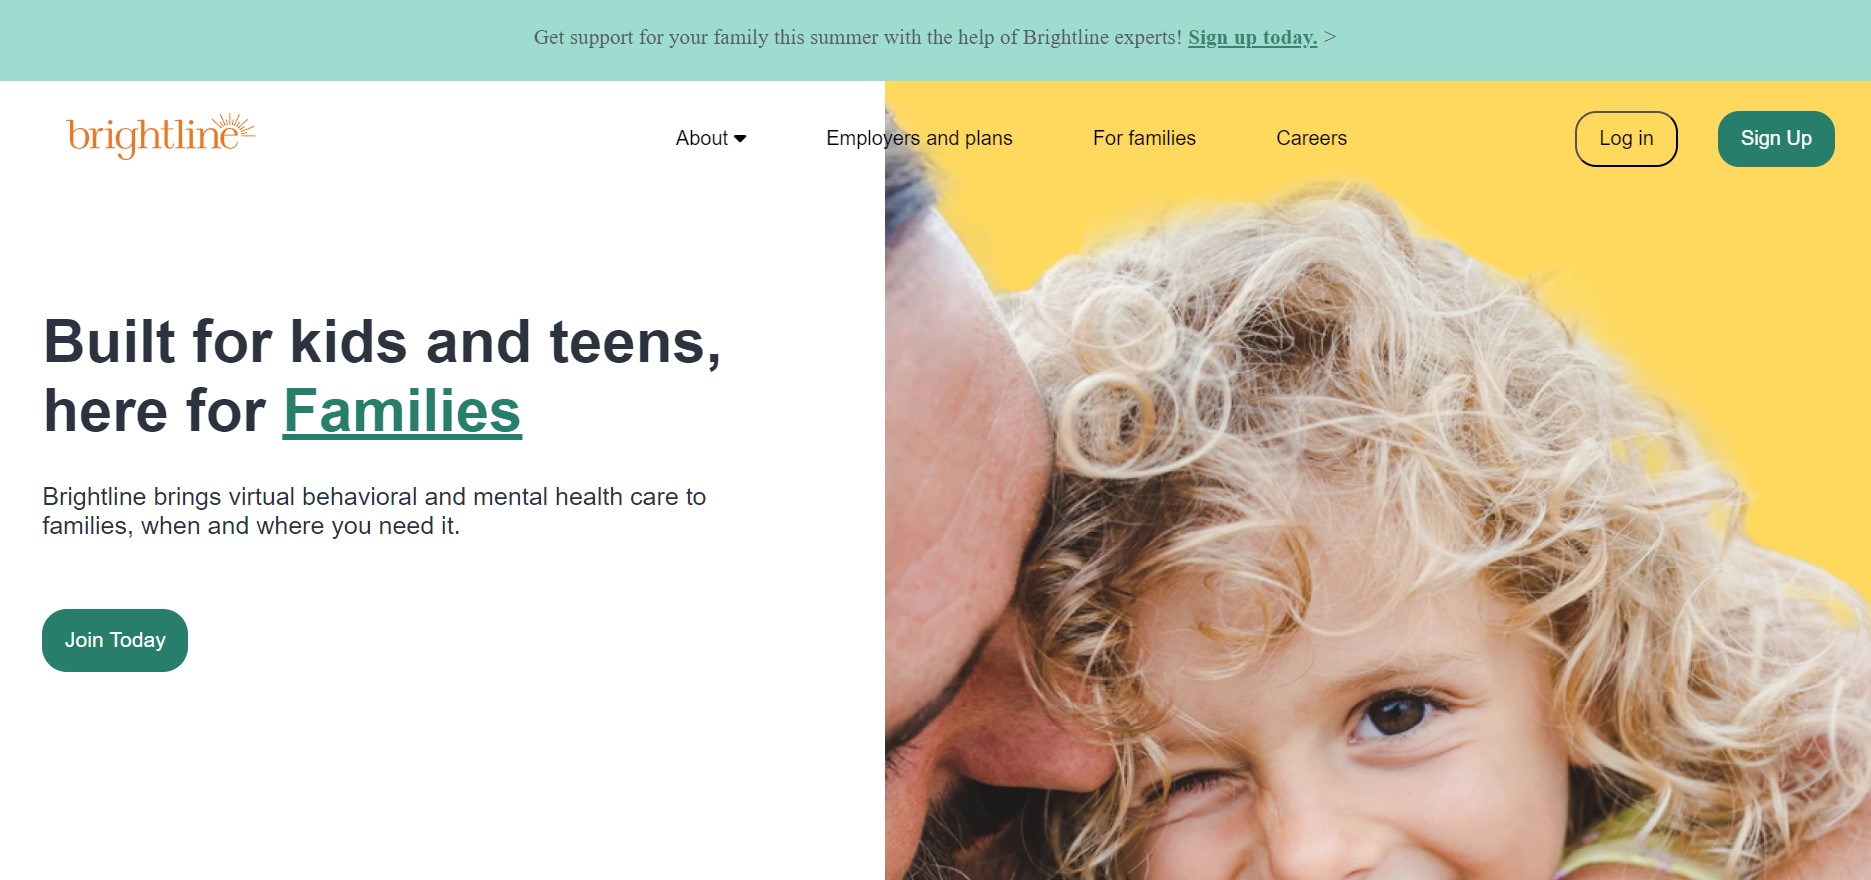 Get support for your family this summer with the help of Brightline experts! Sign up today. >
brightline
About
Employers and plans
For families
Careers
Log in
Sign Up
Built for kids and teens,
here for Families
Brightline brings virtual behavioral and mental health care to
families, when and where you need it.
Join Today